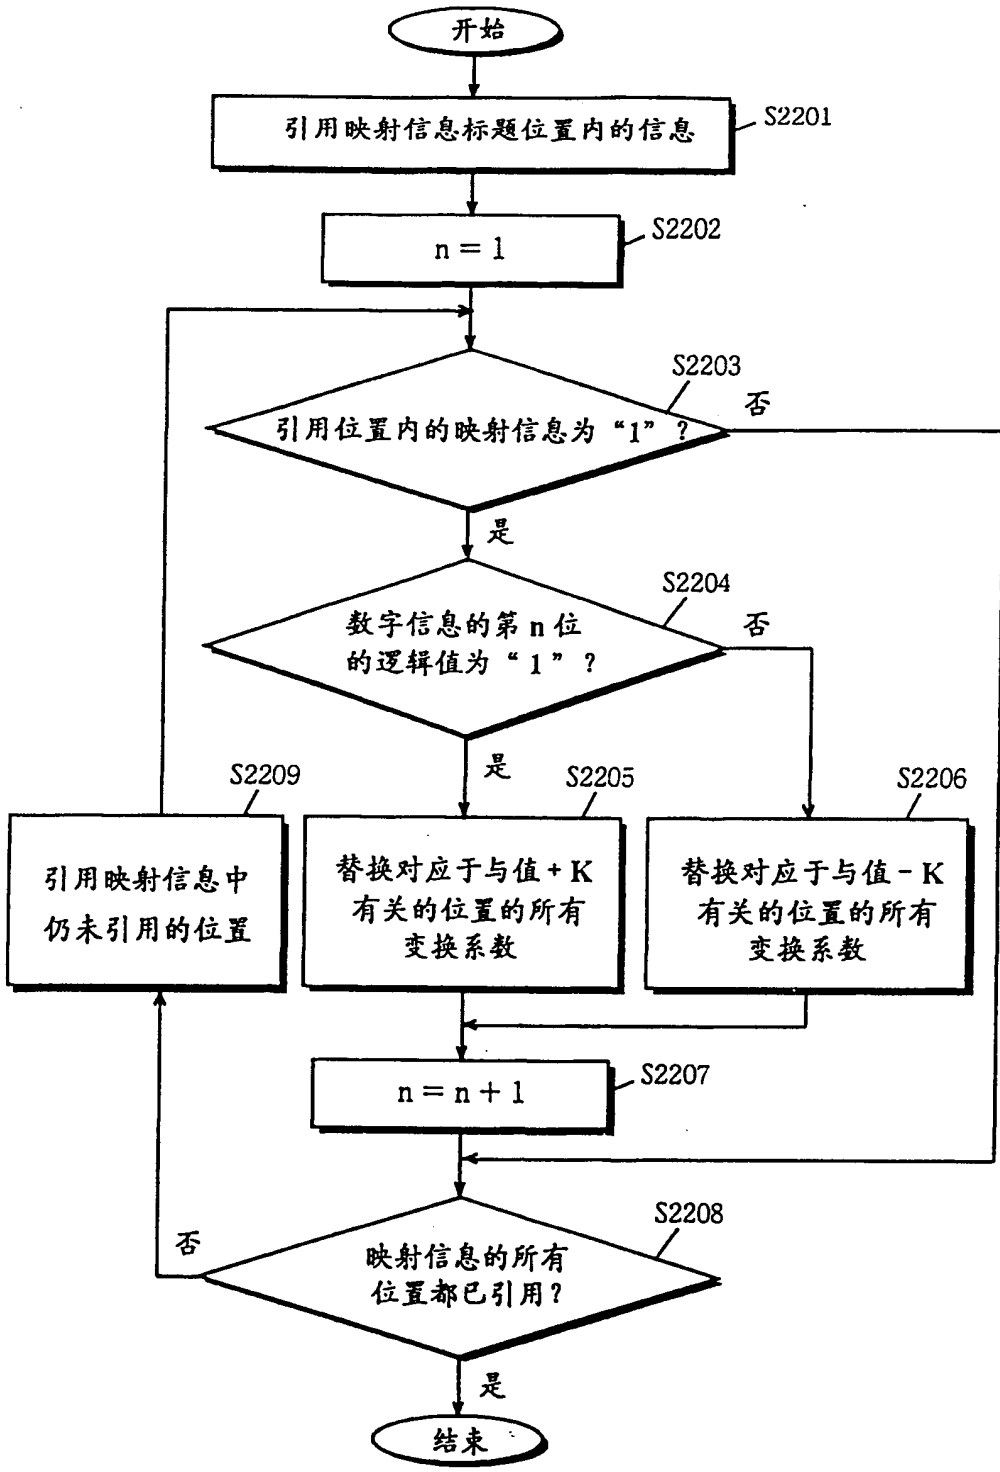 开始
引用映射信息标题位置内的信息
S2201
n = 1
S2202
S2203
引用位置内的映射信息为“1”？
否
是
S2204
数字信息的第 n 位
的逻辑值为“1”？
否
是
S2209
引用映射信息中
仍未引用的位置
S2205
替换对应于与值+K
有关的位置的所有
变换系数
S2206
替换对应于与值-K
有关的位置的所有
变换系数
n = n + 1
S2207
S2208
映射信息的所有
位置都已引用？
否
是
结束